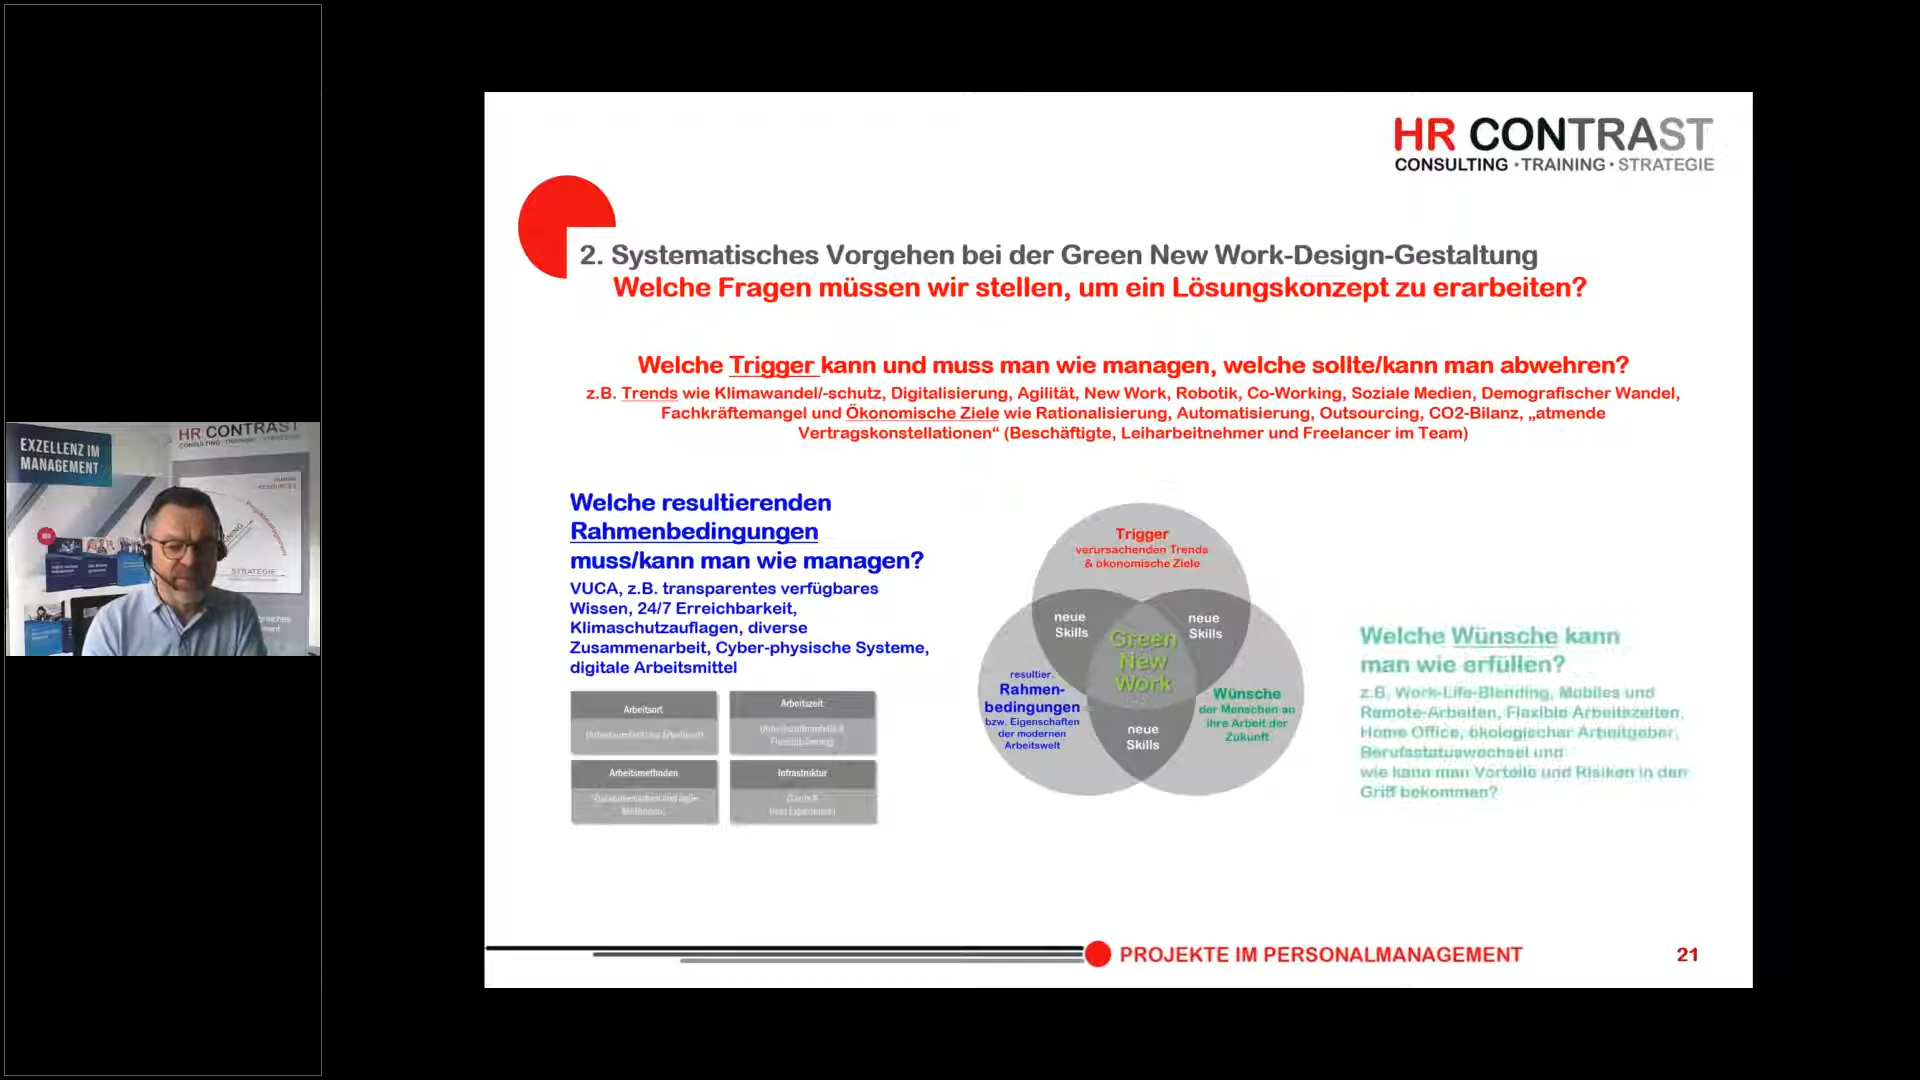 EXZELLENZ IM
MANAGEMENT
HR CONTRAST
HUMAN
STRATEGIE
HR CONTRAST
CONSULTING · TRAINING · STRATEGIE
2. Systematisches Vorgehen bei der Green New Work-Design-Gestaltung
Welche Fragen müssen wir stellen, um ein Lösungskonzept zu erarbeiten?
Welche Trigger kann und muss man wie managen, welche sollte/kann man abwehren?
z.B. Trends wie Klimawandel/-schutz, Digitalisierung, Agilität, New Work, Robotik, Co-Working, Soziale Medien, Demografischer Wandel,
Fachkräftemangel und Ökonomische Ziele wie Rationalisierung, Automatisierung, Outsourcing, CO2-Bilanz, „atmende
Vertragskonstellationen“ (Beschäftigte, Leiharbeitnehmer und Freelancer im Team)
Welche resultierenden
Rahmenbedingungen
muss/kann man wie managen?
VUCA, z.B. transparentes verfügbares
Wissen, 24/7 Erreichbarkeit,
Klimaschutzauflagen, diverse
Zusammenarbeit, Cyber-physische Systeme,
digitale Arbeitsmittel
Arbeitsort
Arbeitszeit
Arbeitsmethoden
Infrastruktur
Trigger
verursachenden Trends
& ökonomische Ziele
neue
Skills
neue
Skills
Green
New
Work
resultier.
Rahmen-
bedingungen
bzw. Eigenschaften
der modernen
Arbeitswelt
Wünsche
der Menschen an
ihre Arbeit der
Zukunft
neue
Skills
Welche Wünsche kann
man wie erfüllen?
z.B. Work-Life-Blending, Mobiles und
Remote-Arbeiten, Flexible Arbeitszeiten,
Home Office, ökologischer Arbeitgeber,
Berufsstatuswechsel und
wie kann man Vorteile und Risiken in den
Griff bekommen?
PROJEKTE IM PERSONALMANAGEMENT
21